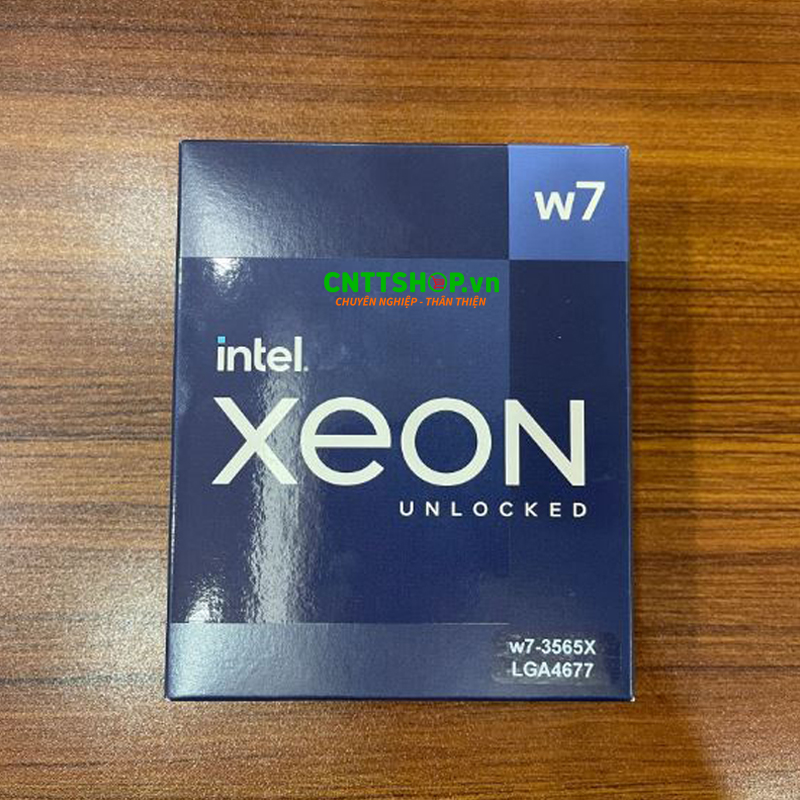 w7
CNTTSHOP.vn
CHUYÊN NGHIỆP - THÂN THIỆN
intel.
xeon
UNLOCKED
w7-3565X
LGA4677